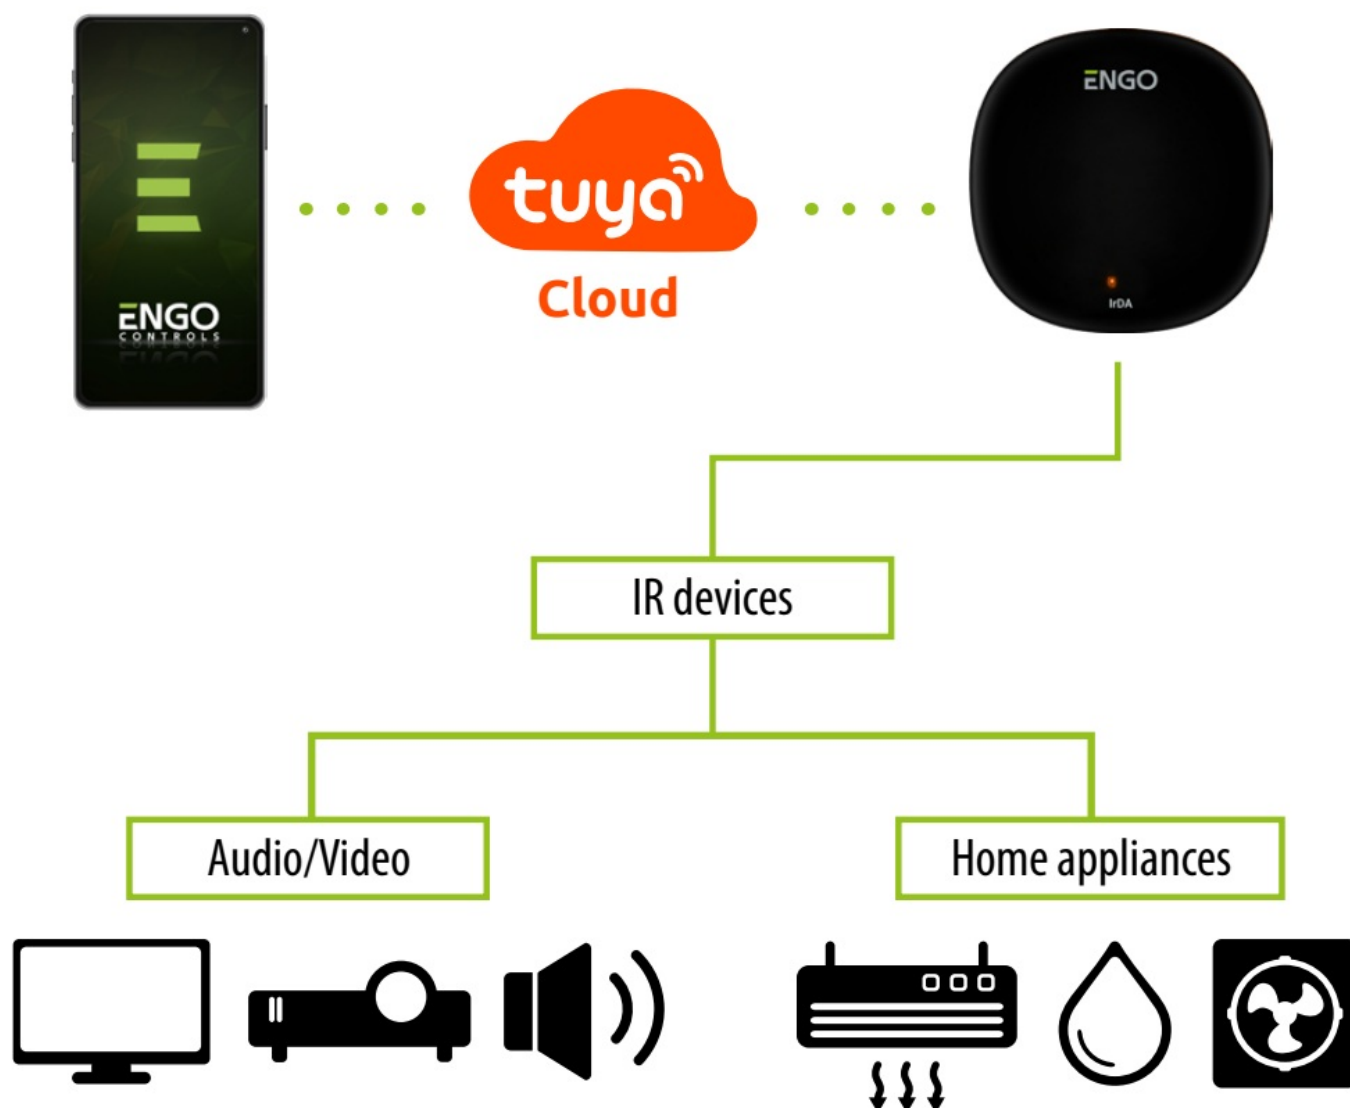 ENGO
CONTROLS
tuya
Cloud
ENGO
IrDA
IR devices
Audio/Video
Home appliances